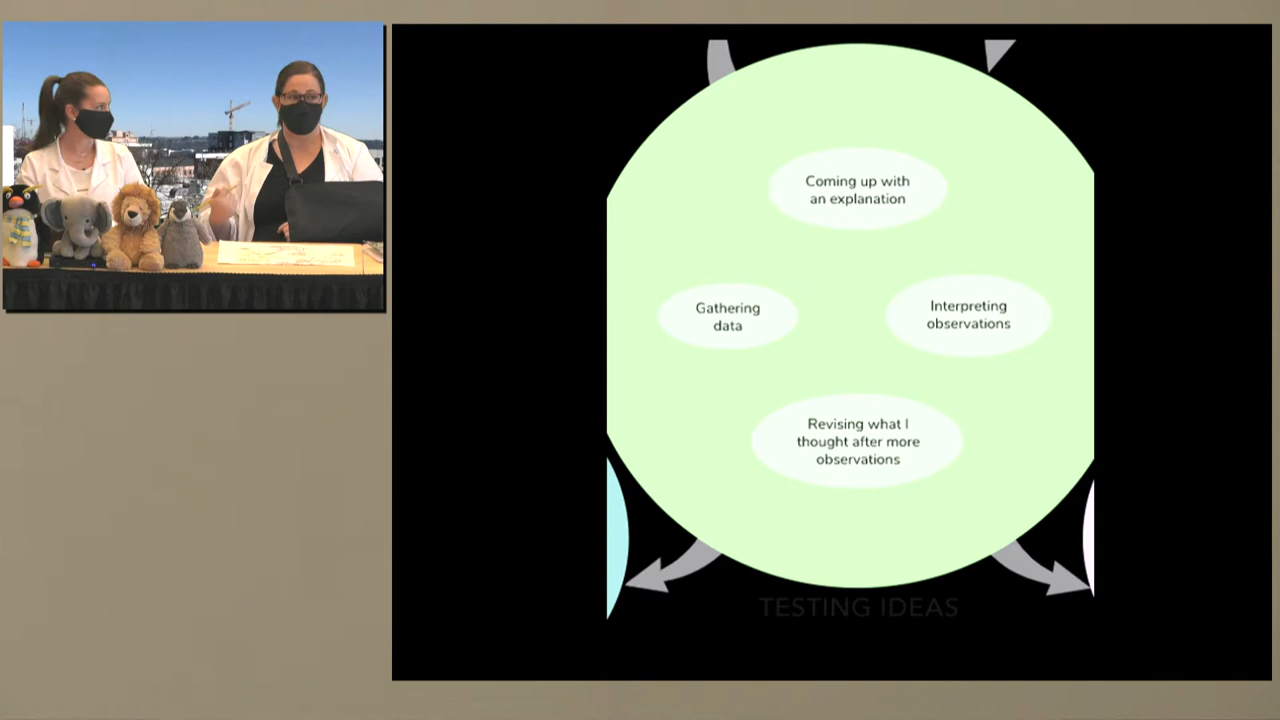 Coming up with
an explanation
Gathering
data
Interpreting
observations
Revising what I
thought after more
observations
TESTING IDEAS